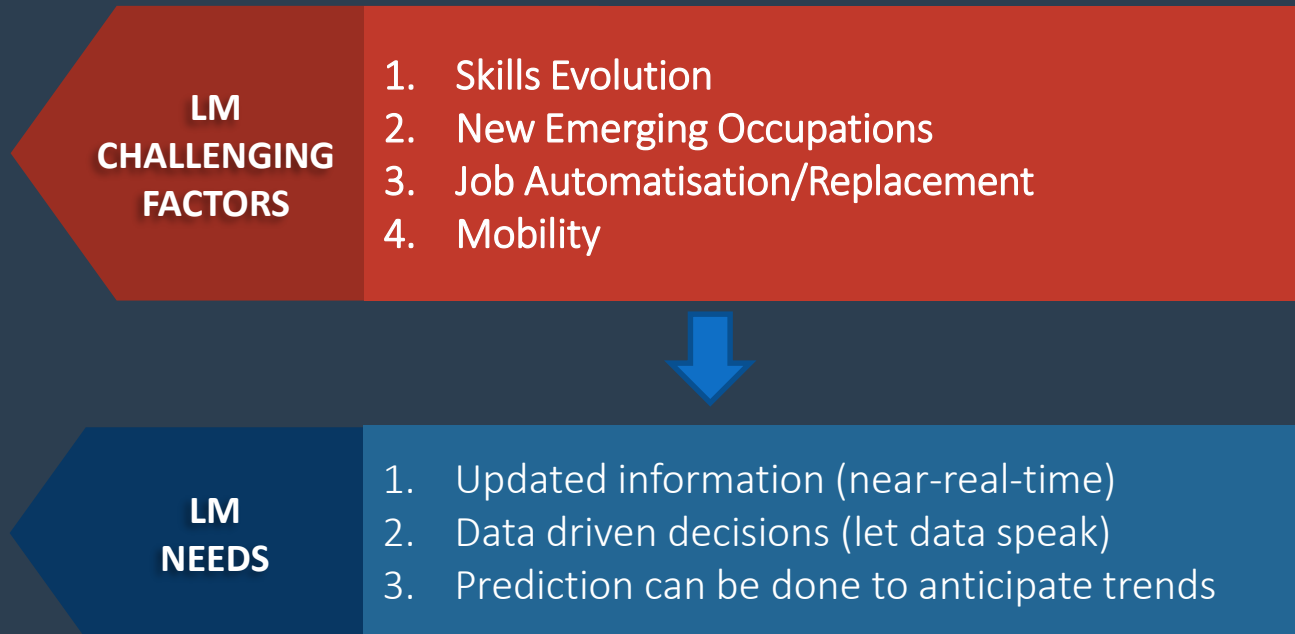 LM
CHALLENGING
FACTORS
1. Skills Evolution
2. New Emerging Occupations
3. Job Automatisation/Replacement
4. Mobility
LM
NEEDS
1. Updated information (near-real-time)
2. Data driven decisions (let data speak)
3. Prediction can be done to anticipate trends